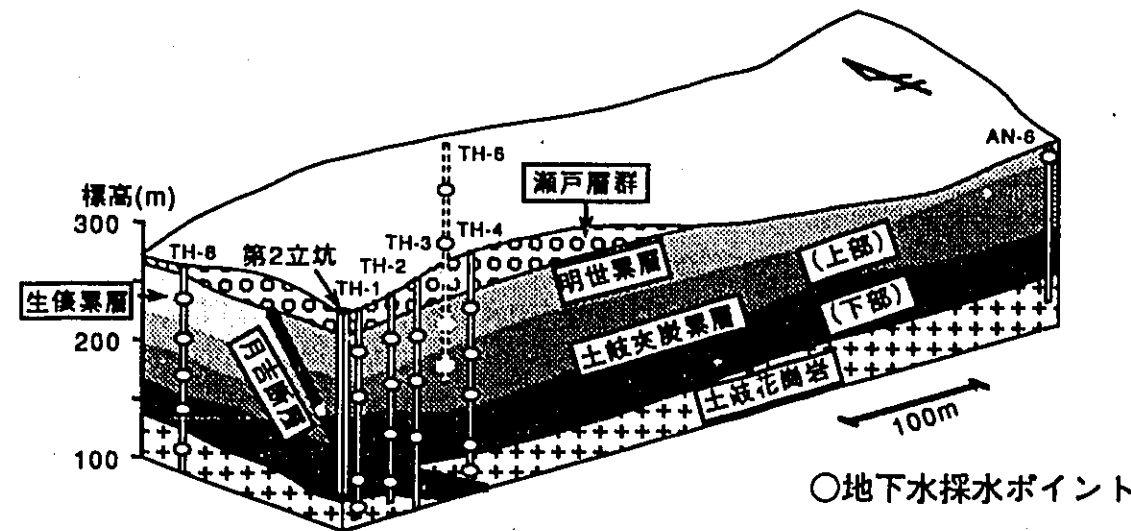 TH-6
AN-6
瀬戸層群
標高(m)
300
TH-8
第2立坑
TH-3
TH-4
TH-2
TH-1
生俵累層
明世累層
(上部)
200
月吉断層
土岐夾炭累層
(下部)
土岐花崗岩
100m
100
○地下水採水ポイント